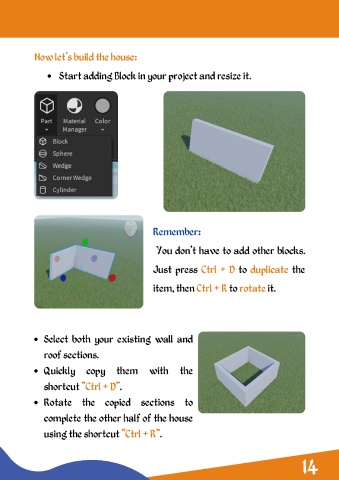 Now let's build the house:
• Start adding Block in your project and resize it.
Part Material Manager Color
Block
Sphere
Wedge
Corner Wedge
Cylinder
Remember:
You don't have to add other blocks.
Just press Ctrl + D to duplicate the
item, then Ctrl + R to rotate it.
• Select both your existing wall and
roof sections.
• Quickly copy them with the
shortcut "Ctrl + D".
• Rotate the copied sections to
complete the other half of the house
using the shortcut "Ctrl + R".
14